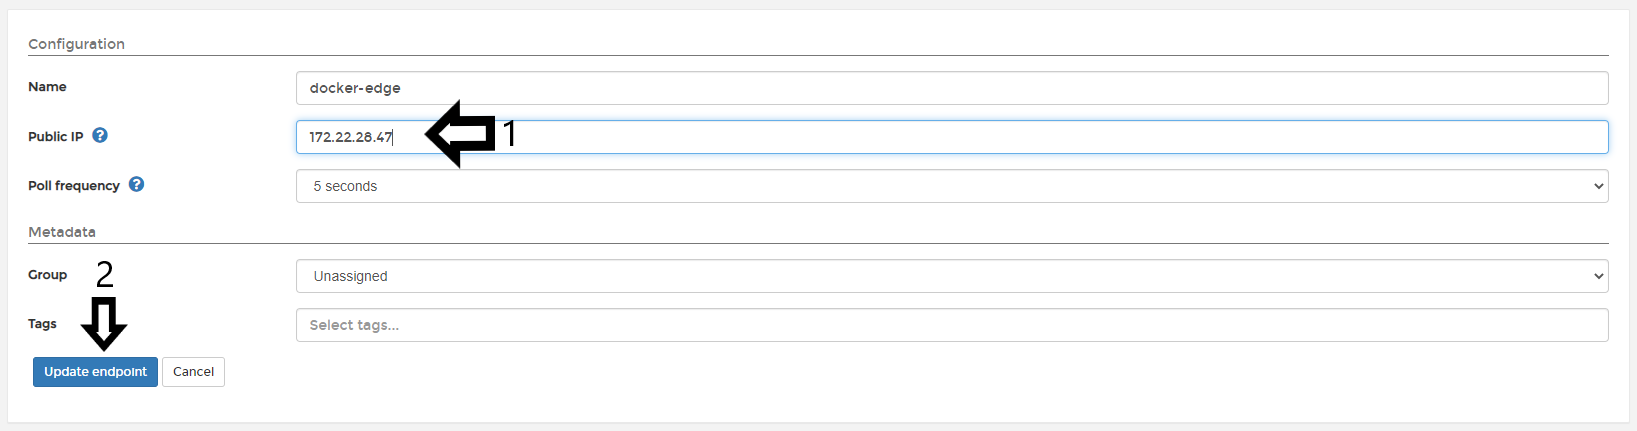 Configuration
Name docker-edge
Public IP ? 172.22.28.47 1
Poll frequency ? 5 seconds
Metadata
Group 2 Unassigned
Tags Select tags...
Update endpoint Cancel